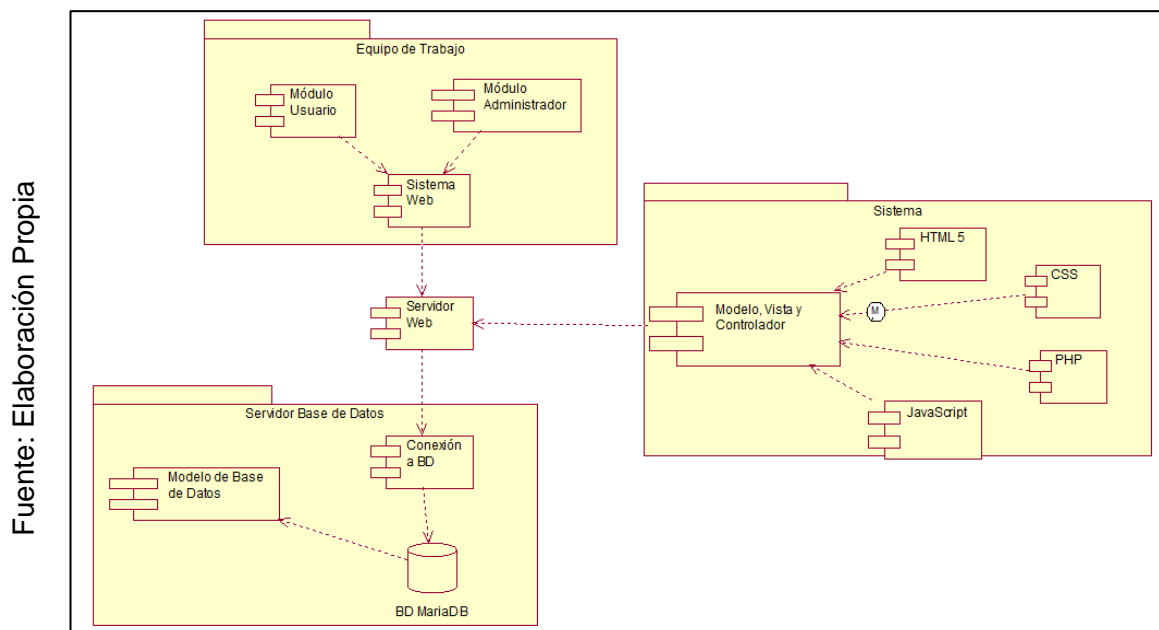 Fuente: Elaboración Propia
Equipo de Trabajo
Módulo
Usuario
Módulo
Administrador
Sistema
Web
Servidor
Web
Sistema
HTML 5
CSS
M
Modelo, Vista y
Controlador
PHP
JavaScript
Servidor Base de Datos
Conexión
a BD
Modelo de Base
de Datos
BD MariaDB